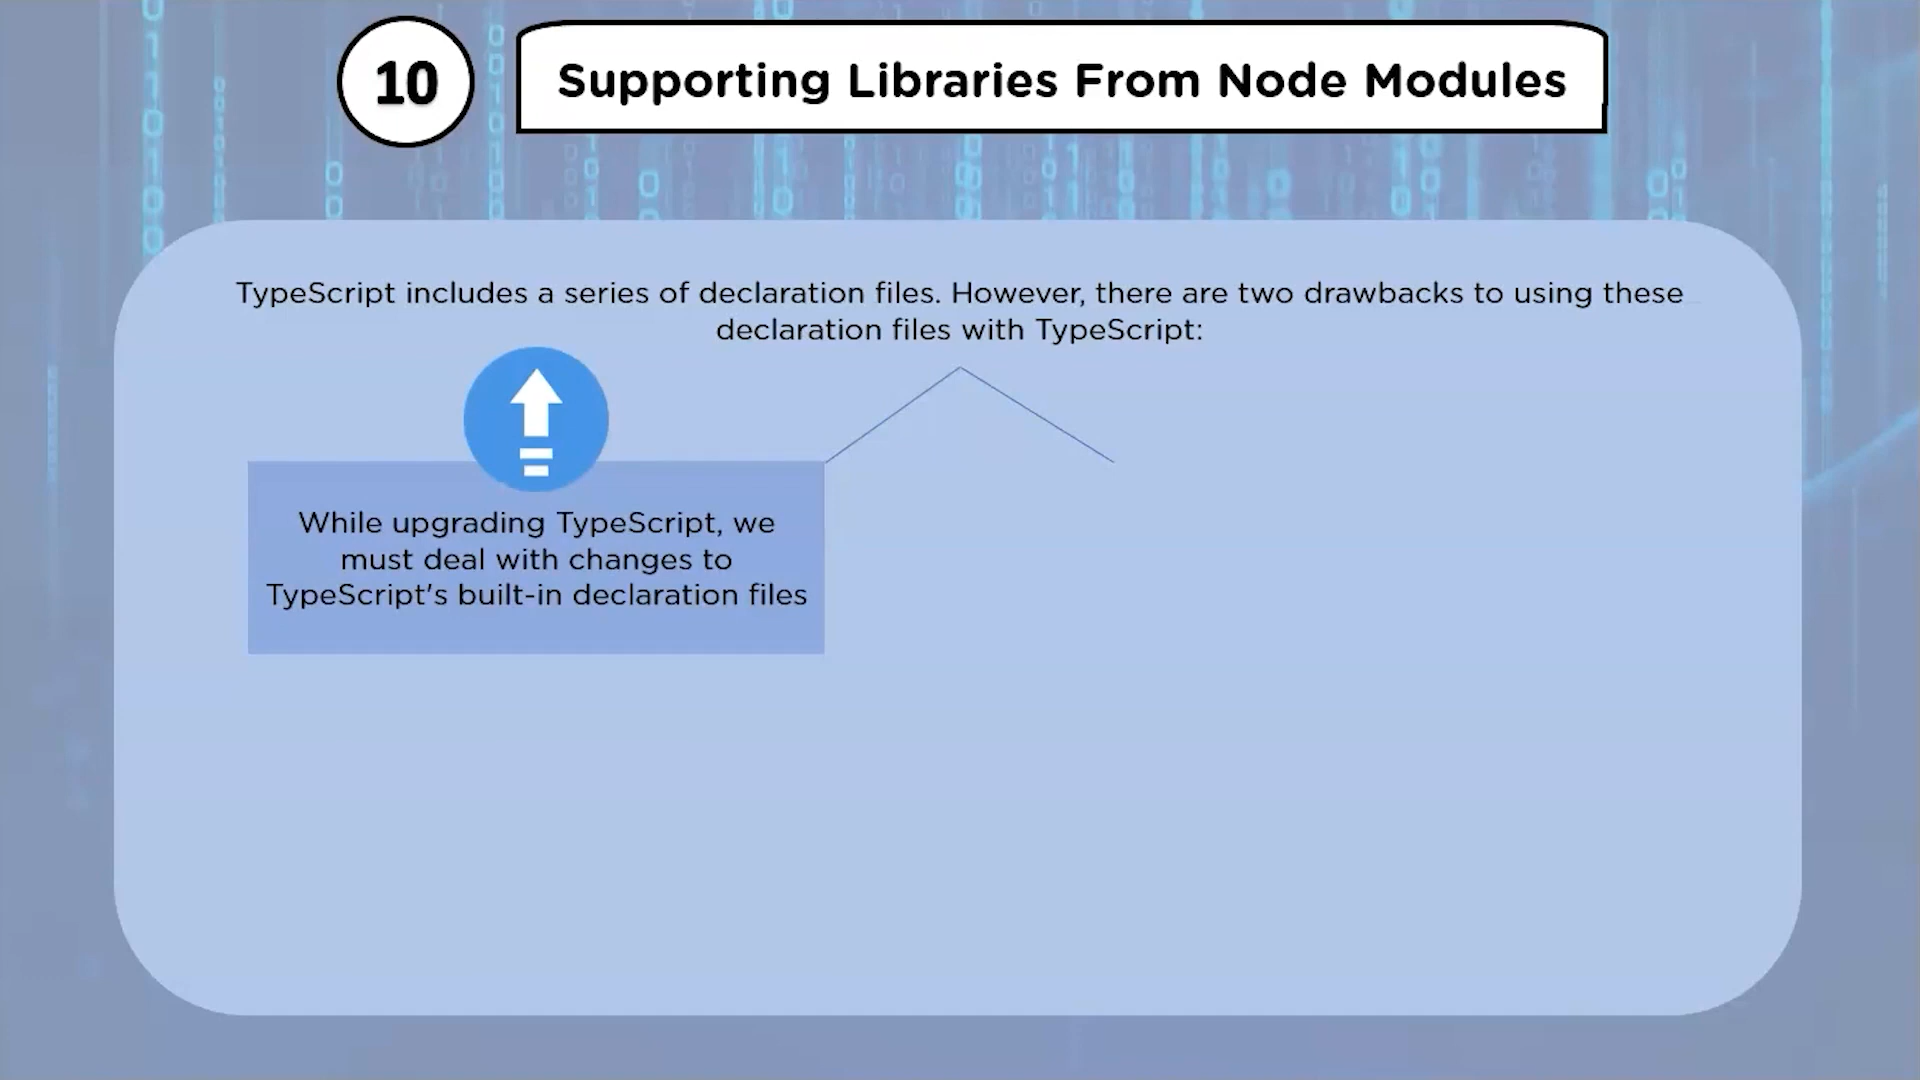 10
Supporting Libraries From Node Modules
TypeScript includes a series of declaration files. However, there are two drawbacks to using these
declaration files with TypeScript:
While upgrading TypeScript, we
must deal with changes to
TypeScript's built-in declaration files